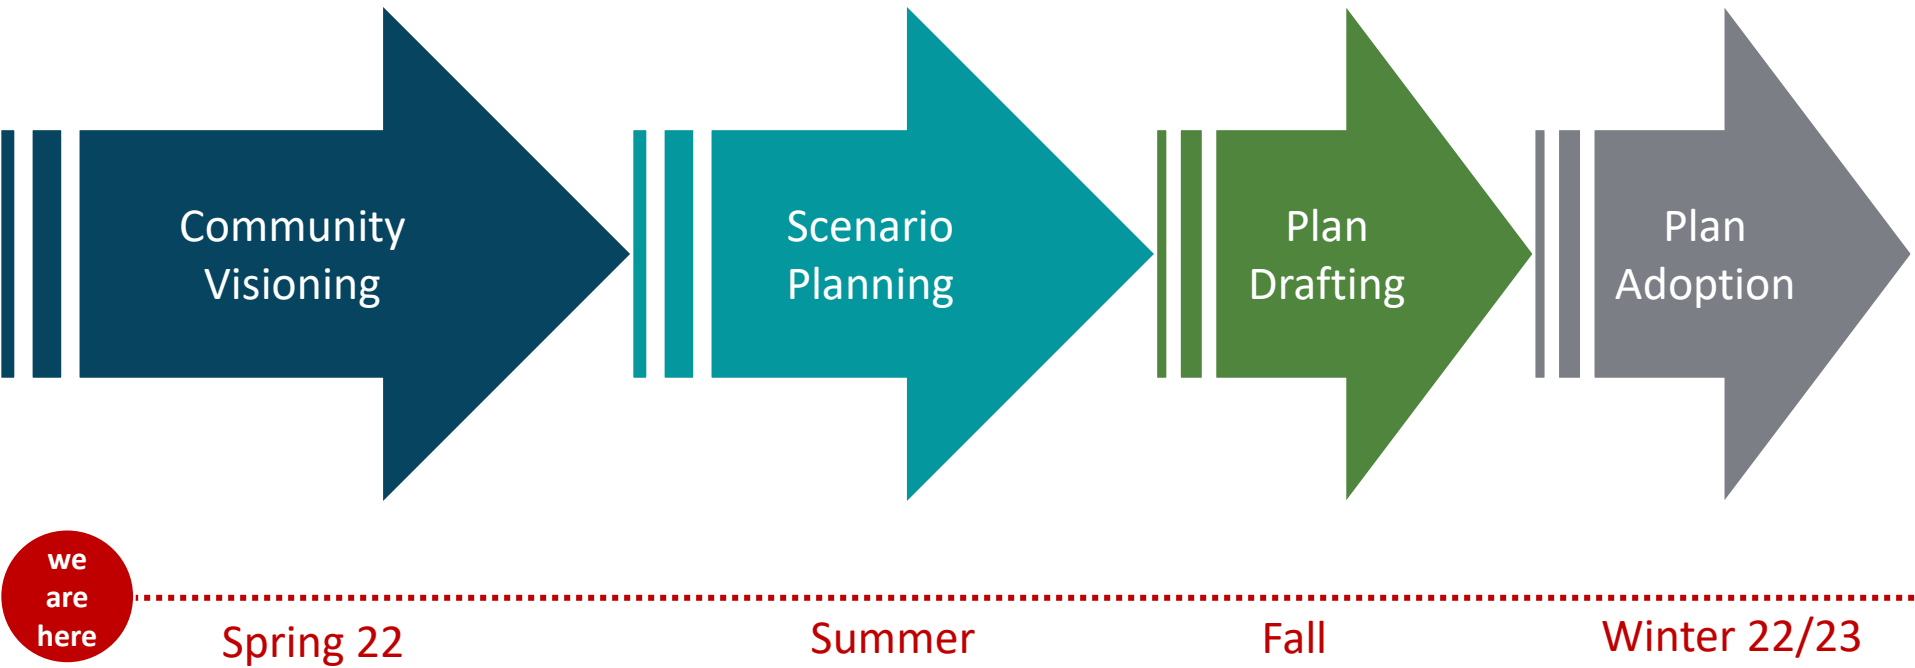 Community
Visioning
Scenario
Planning
Plan
Drafting
Plan
Adoption
we
are
here
Spring 22
Summer
Fall
Winter 22/23